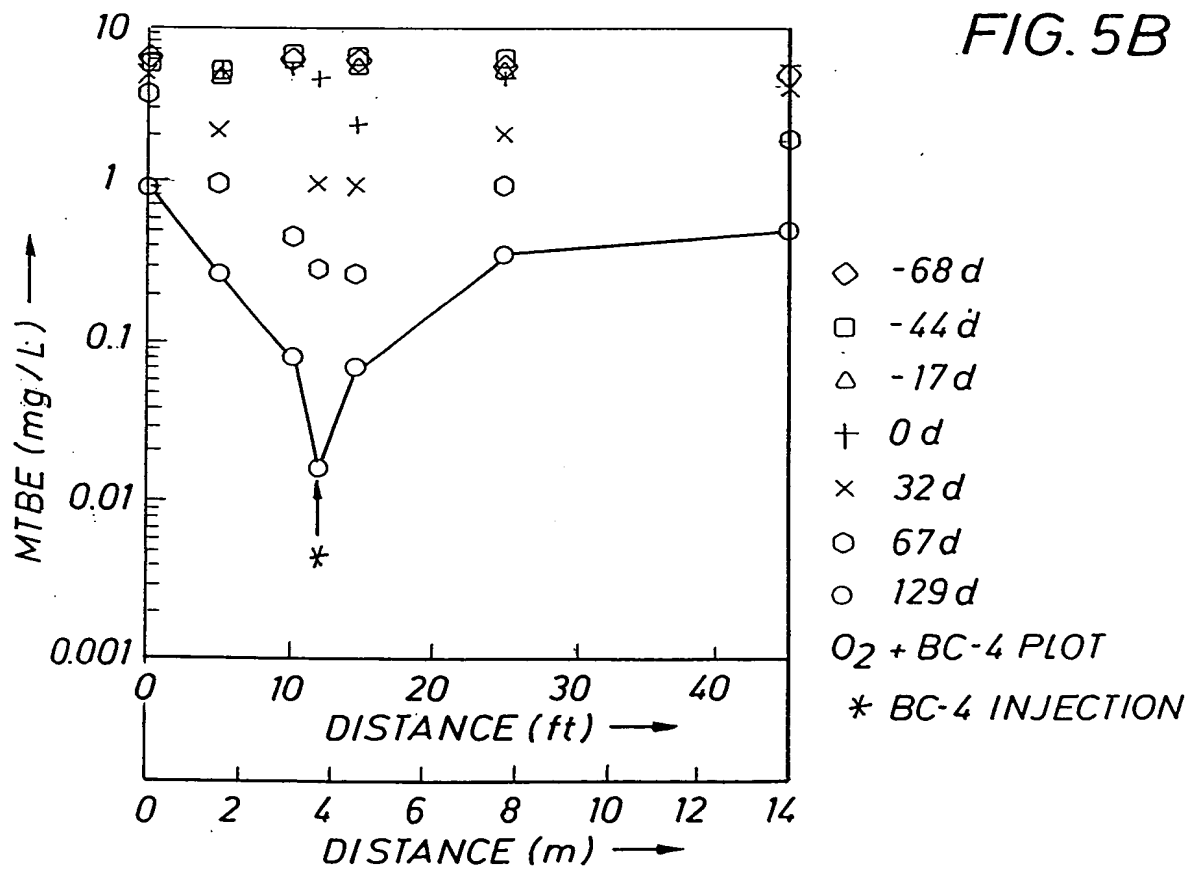 FIG. 5B
10
1
0.1
0.01
0.001
MTBE (mg/L)
*
0 10 20 30 40
DISTANCE (ft)
0 2 4 6 8 10 12 14
DISTANCE (m)
-68 d
-44 d
-17 d
0 d
32 d
67 d
129 d
O2 + BC-4 PLOT
* BC-4 INJECTION